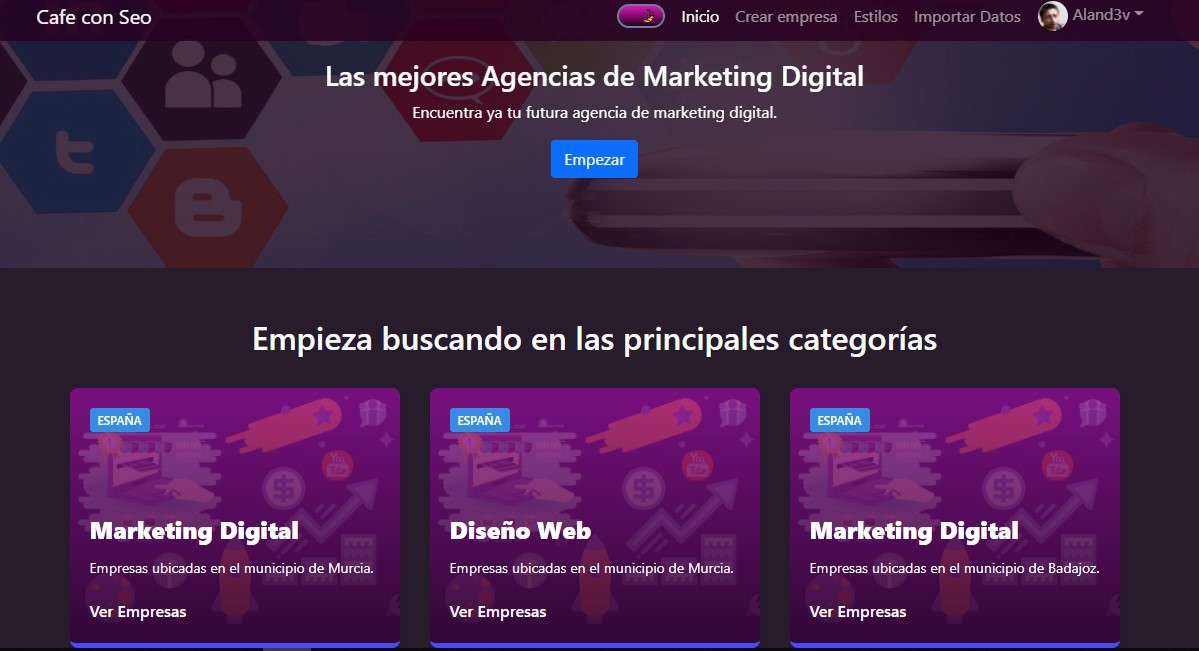 Cafe con Seo
Inicio
Crear empresa
Estilos
Importar Datos
Aland3v
Las mejores Agencias de Marketing Digital
Encuentra ya tu futura agencia de marketing digital.
Empezar
Empieza buscando en las principales categorías
ESPAÑA
Marketing Digital
Empresas ubicadas en el municipio de Murcia.
Ver Empresas
ESPAÑA
Diseño Web
Empresas ubicadas en el municipio de Murcia.
Ver Empresas
ESPAÑA
Marketing Digital
Empresas ubicadas en el municipio de Badajoz.
Ver Empresas